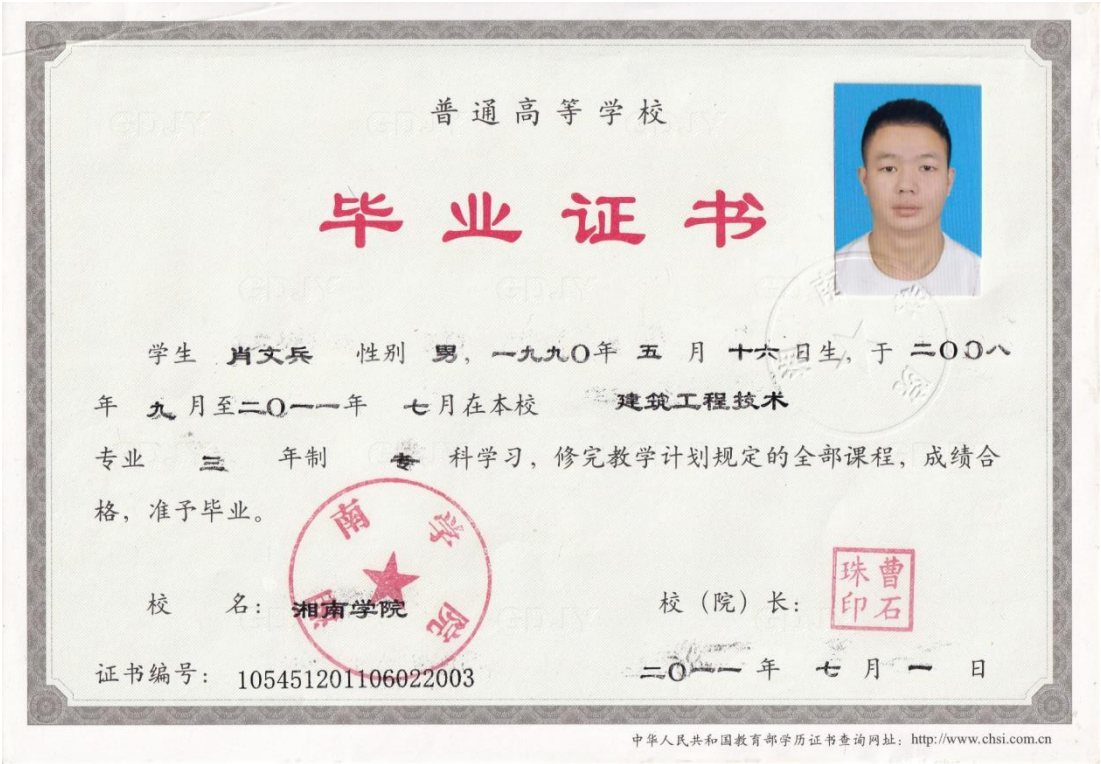 普通高等学校
毕业证书
学生 肖文兵 性别 男，一九九〇年 五 月 十六 日生，于 二〇〇八
年 九 月至二〇一一年 七月在本校 建筑工程技术
专业 三 年制 专 科学习，修完教学计划规定的全部课程，成绩合
格，准予毕业。
湘南学院
校 名：湘南学院 校（院）长：曹石珠印
证书编号：105451201106022003 二〇一一 年 七 月 一 日
中华人民共和国教育部学历证书查询网址：http://www.chsi.com.cn